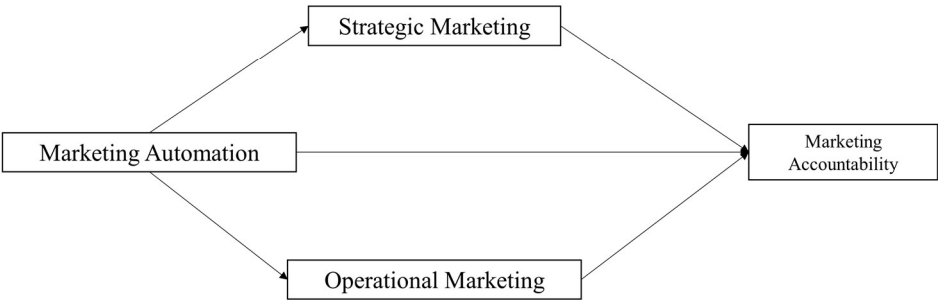 Strategic Marketing
Marketing Automation
Marketing
Accountability
Operational Marketing